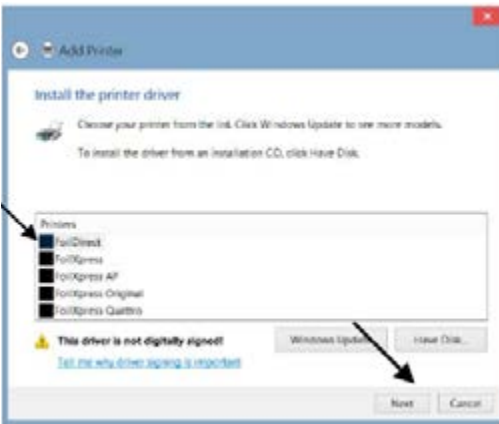 Add Printer
Install the printer driver
Choose your printer from the list. Click Windows Update to see more models.
To install the driver from an installation CD, click Have Disk.
Printers
FoilDirect
FoilXpress
FoilXpress AP
FoilXpress Original
FoilXpress Quattro
This driver is not digitally signed!
Windows Update
Have Disk...
Tell me why driver signing is important
Next
Cancel